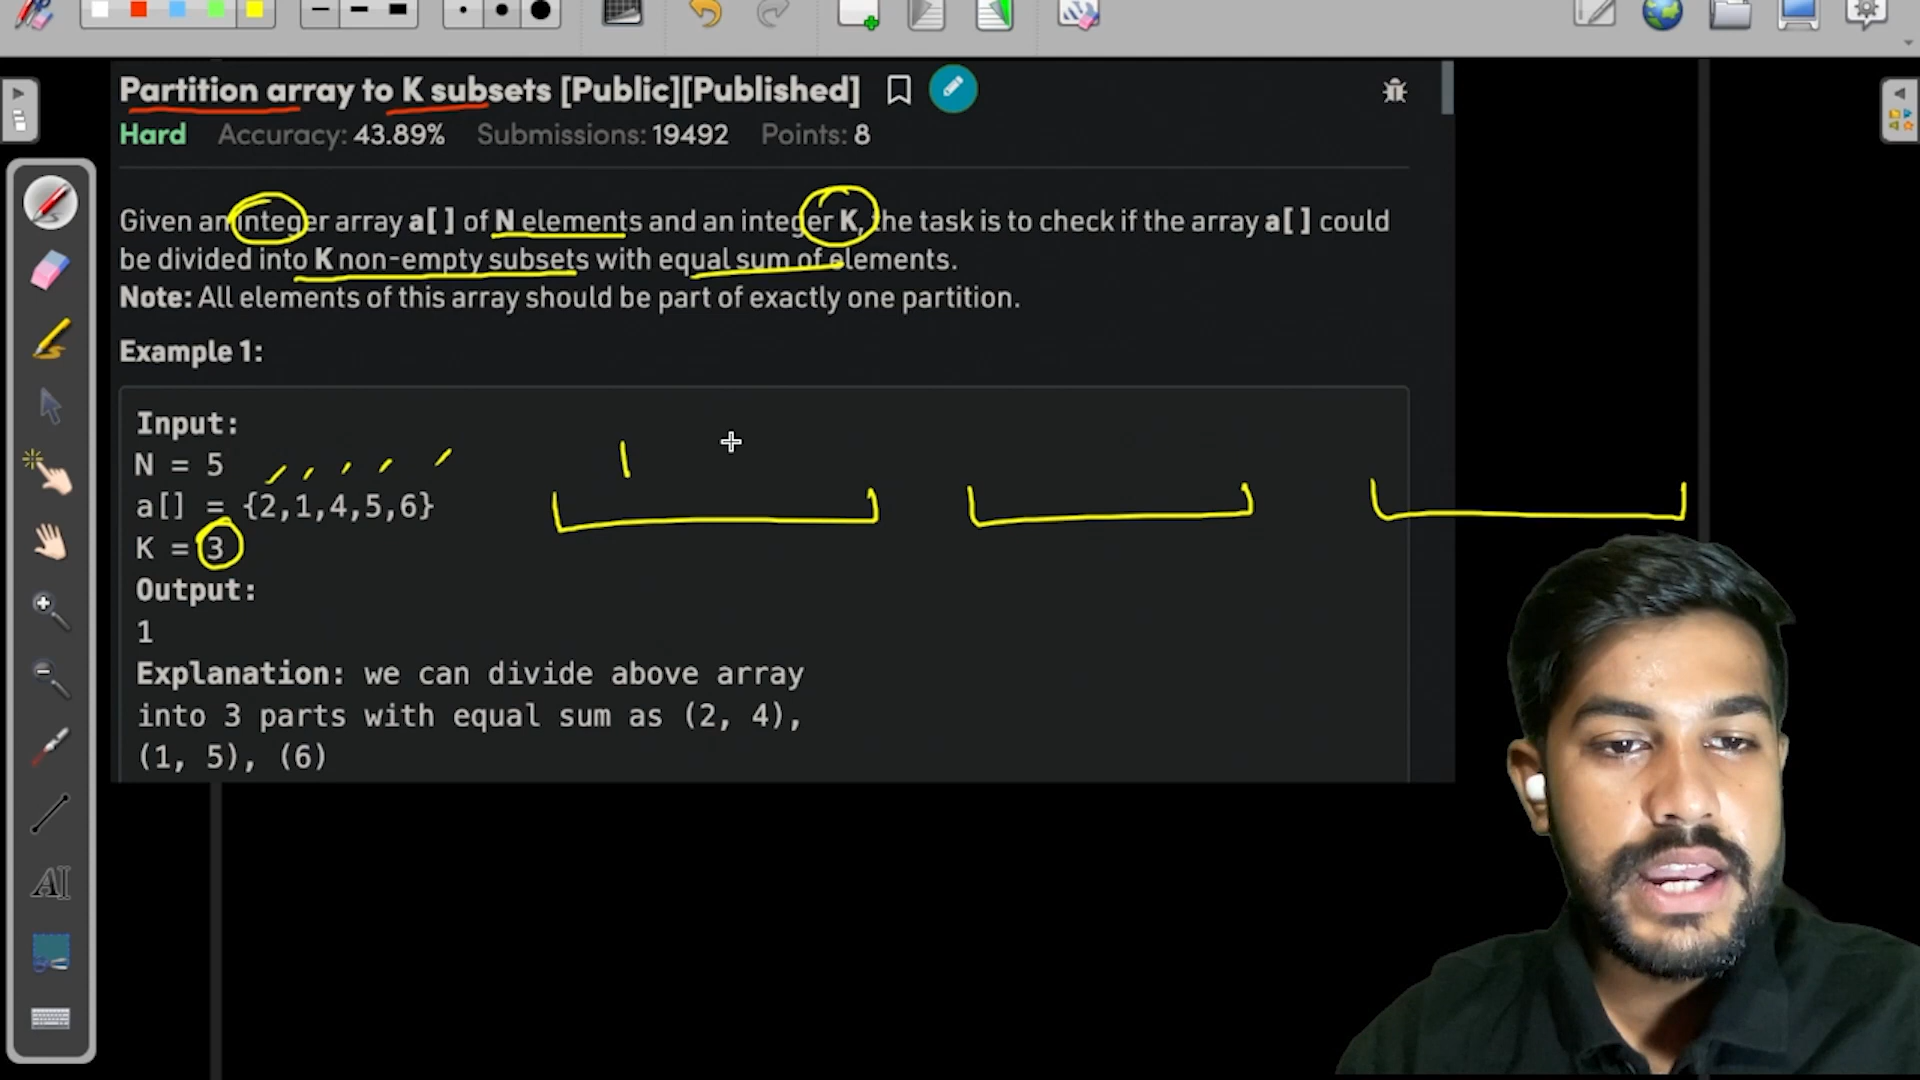 Partition array to K subsets [Public][Published]
Hard Accuracy: 43.89% Submissions: 19492 Points: 8
Given an integer array a[ ] of N elements and an integer K, the task is to check if the array a[ ] could
be divided into K non-empty subsets with equal sum of elements.
Note: All elements of this array should be part of exactly one partition.
Example 1:
Input:
N = 5
a[] = {2,1,4,5,6}
K = 3
Output:
1
Explanation: we can divide above array
into 3 parts with equal sum as (2, 4),
(1, 5), (6)
AI